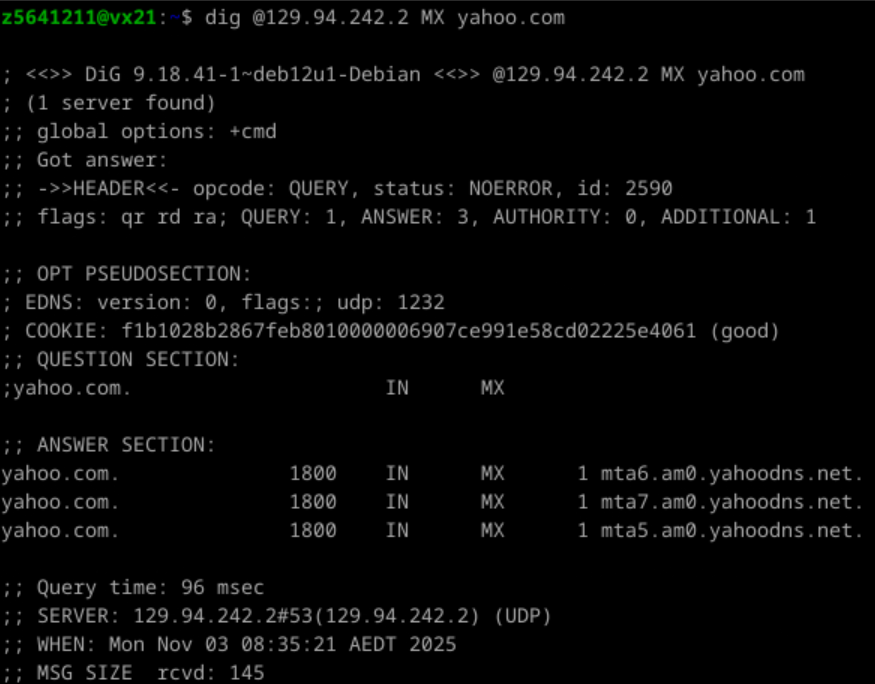 z5641211@vx21:~$ dig @129.94.242.2 MX yahoo.com
; <<>> DiG 9.18.41-1~deb12u1-Debian <<>> @129.94.242.2 MX yahoo.com
; (1 server found)
;; global options: +cmd
;; Got answer:
;; ->>HEADER<<- opcode: QUERY, status: NOERROR, id: 2590
;; flags: qr rd ra; QUERY: 1, ANSWER: 3, AUTHORITY: 0, ADDITIONAL: 1
;; OPT PSEUDOSECTION:
; EDNS: version: 0, flags:; udp: 1232
; COOKIE: f1b1028b2867feb8010000006907ce991e58cd02225e4061 (good)
;; QUESTION SECTION:
;yahoo.com. IN MX
;; ANSWER SECTION:
yahoo.com. 1800 IN MX 1 mta6.am0.yahoodns.net.
yahoo.com. 1800 IN MX 1 mta7.am0.yahoodns.net.
yahoo.com. 1800 IN MX 1 mta5.am0.yahoodns.net.
;; Query time: 96 msec
;; SERVER: 129.94.242.2#53(129.94.242.2) (UDP)
;; WHEN: Mon Nov 03 08:35:21 AEDT 2025
;; MSG SIZE rcvd: 145